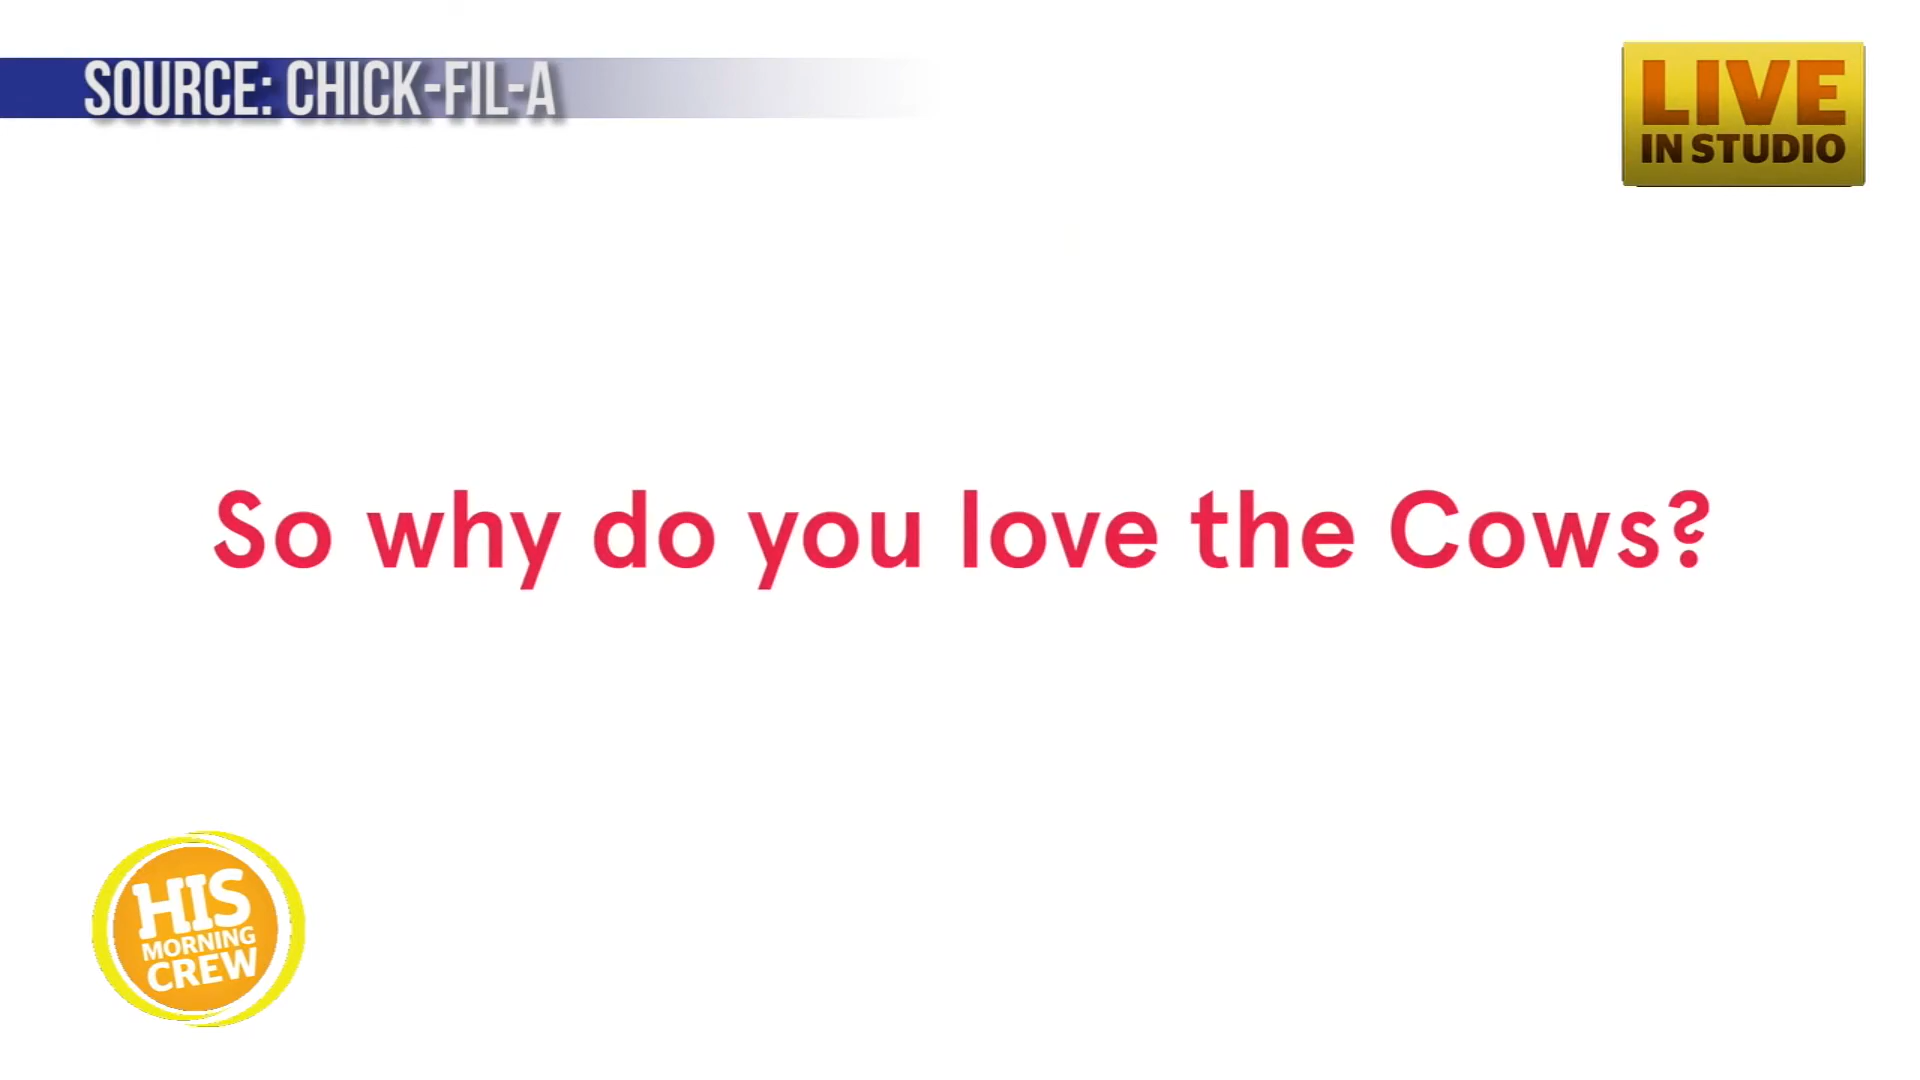 SOURCE: CHICK-FIL-A
LIVE
IN STUDIO
So why do you love the Cows?
HIS
MORNING
CREW